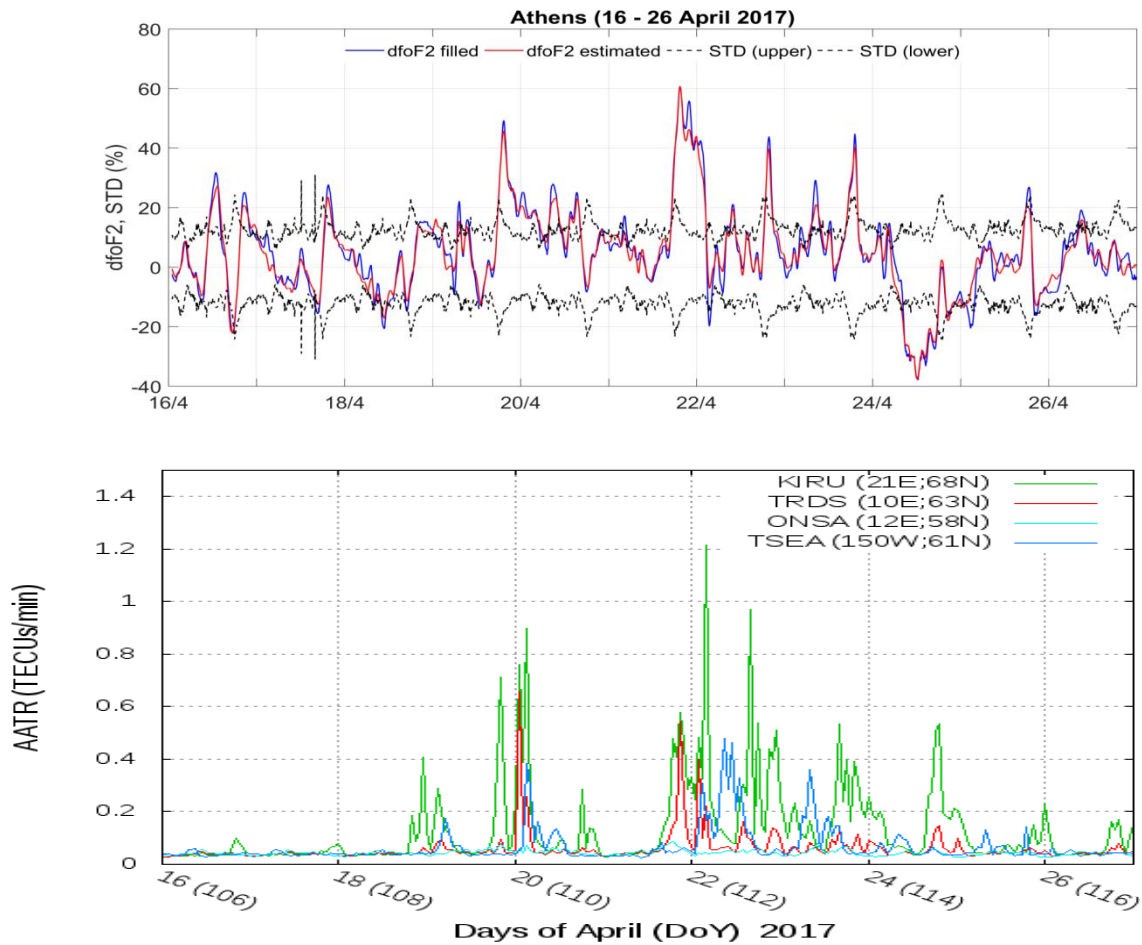 Athens (16 - 26 April 2017)
dfoF2 filled dfoF2 estimated STD (upper) STD (lower)
dfoF2, STD (%)
80
60
40
20
0
-20
-40
16/4 18/4 20/4 22/4 24/4 26/4
KIRU (21E;68N)
TRDS (10E;63N)
ONSA (12E;58N)
TSEA (150W;61N)
AATR (TECUs/min)
1.4
1.2
1
0.8
0.6
0.4
0.2
0
16 (106) 18 (108) 20 (110) 22 (112) 24 (114) 26 (116)
Days of April (DoY) 2017